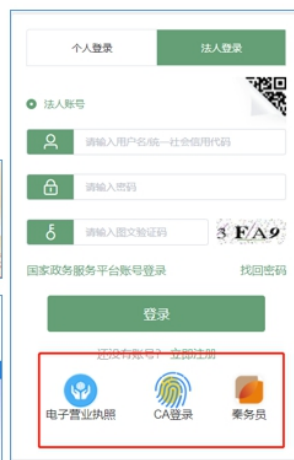 个人登录
法人登录
法人账号
请输入用户名/统一社会信用代码
请输入密码
请输入图文验证码
3 FA9
国家政务服务平台账号登录
找回密码
登录
还没有账号? 立即注册
电子营业执照
CA登录
秦务员